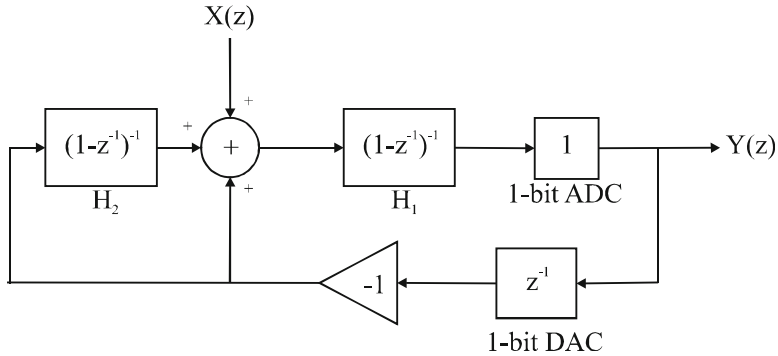 X(z)
+
+
(1-z⁻¹)⁻¹
+
(1-z⁻¹)⁻¹
1
Y(z)
H₂
+
H₁
1-bit ADC
-1
z⁻¹
1-bit DAC